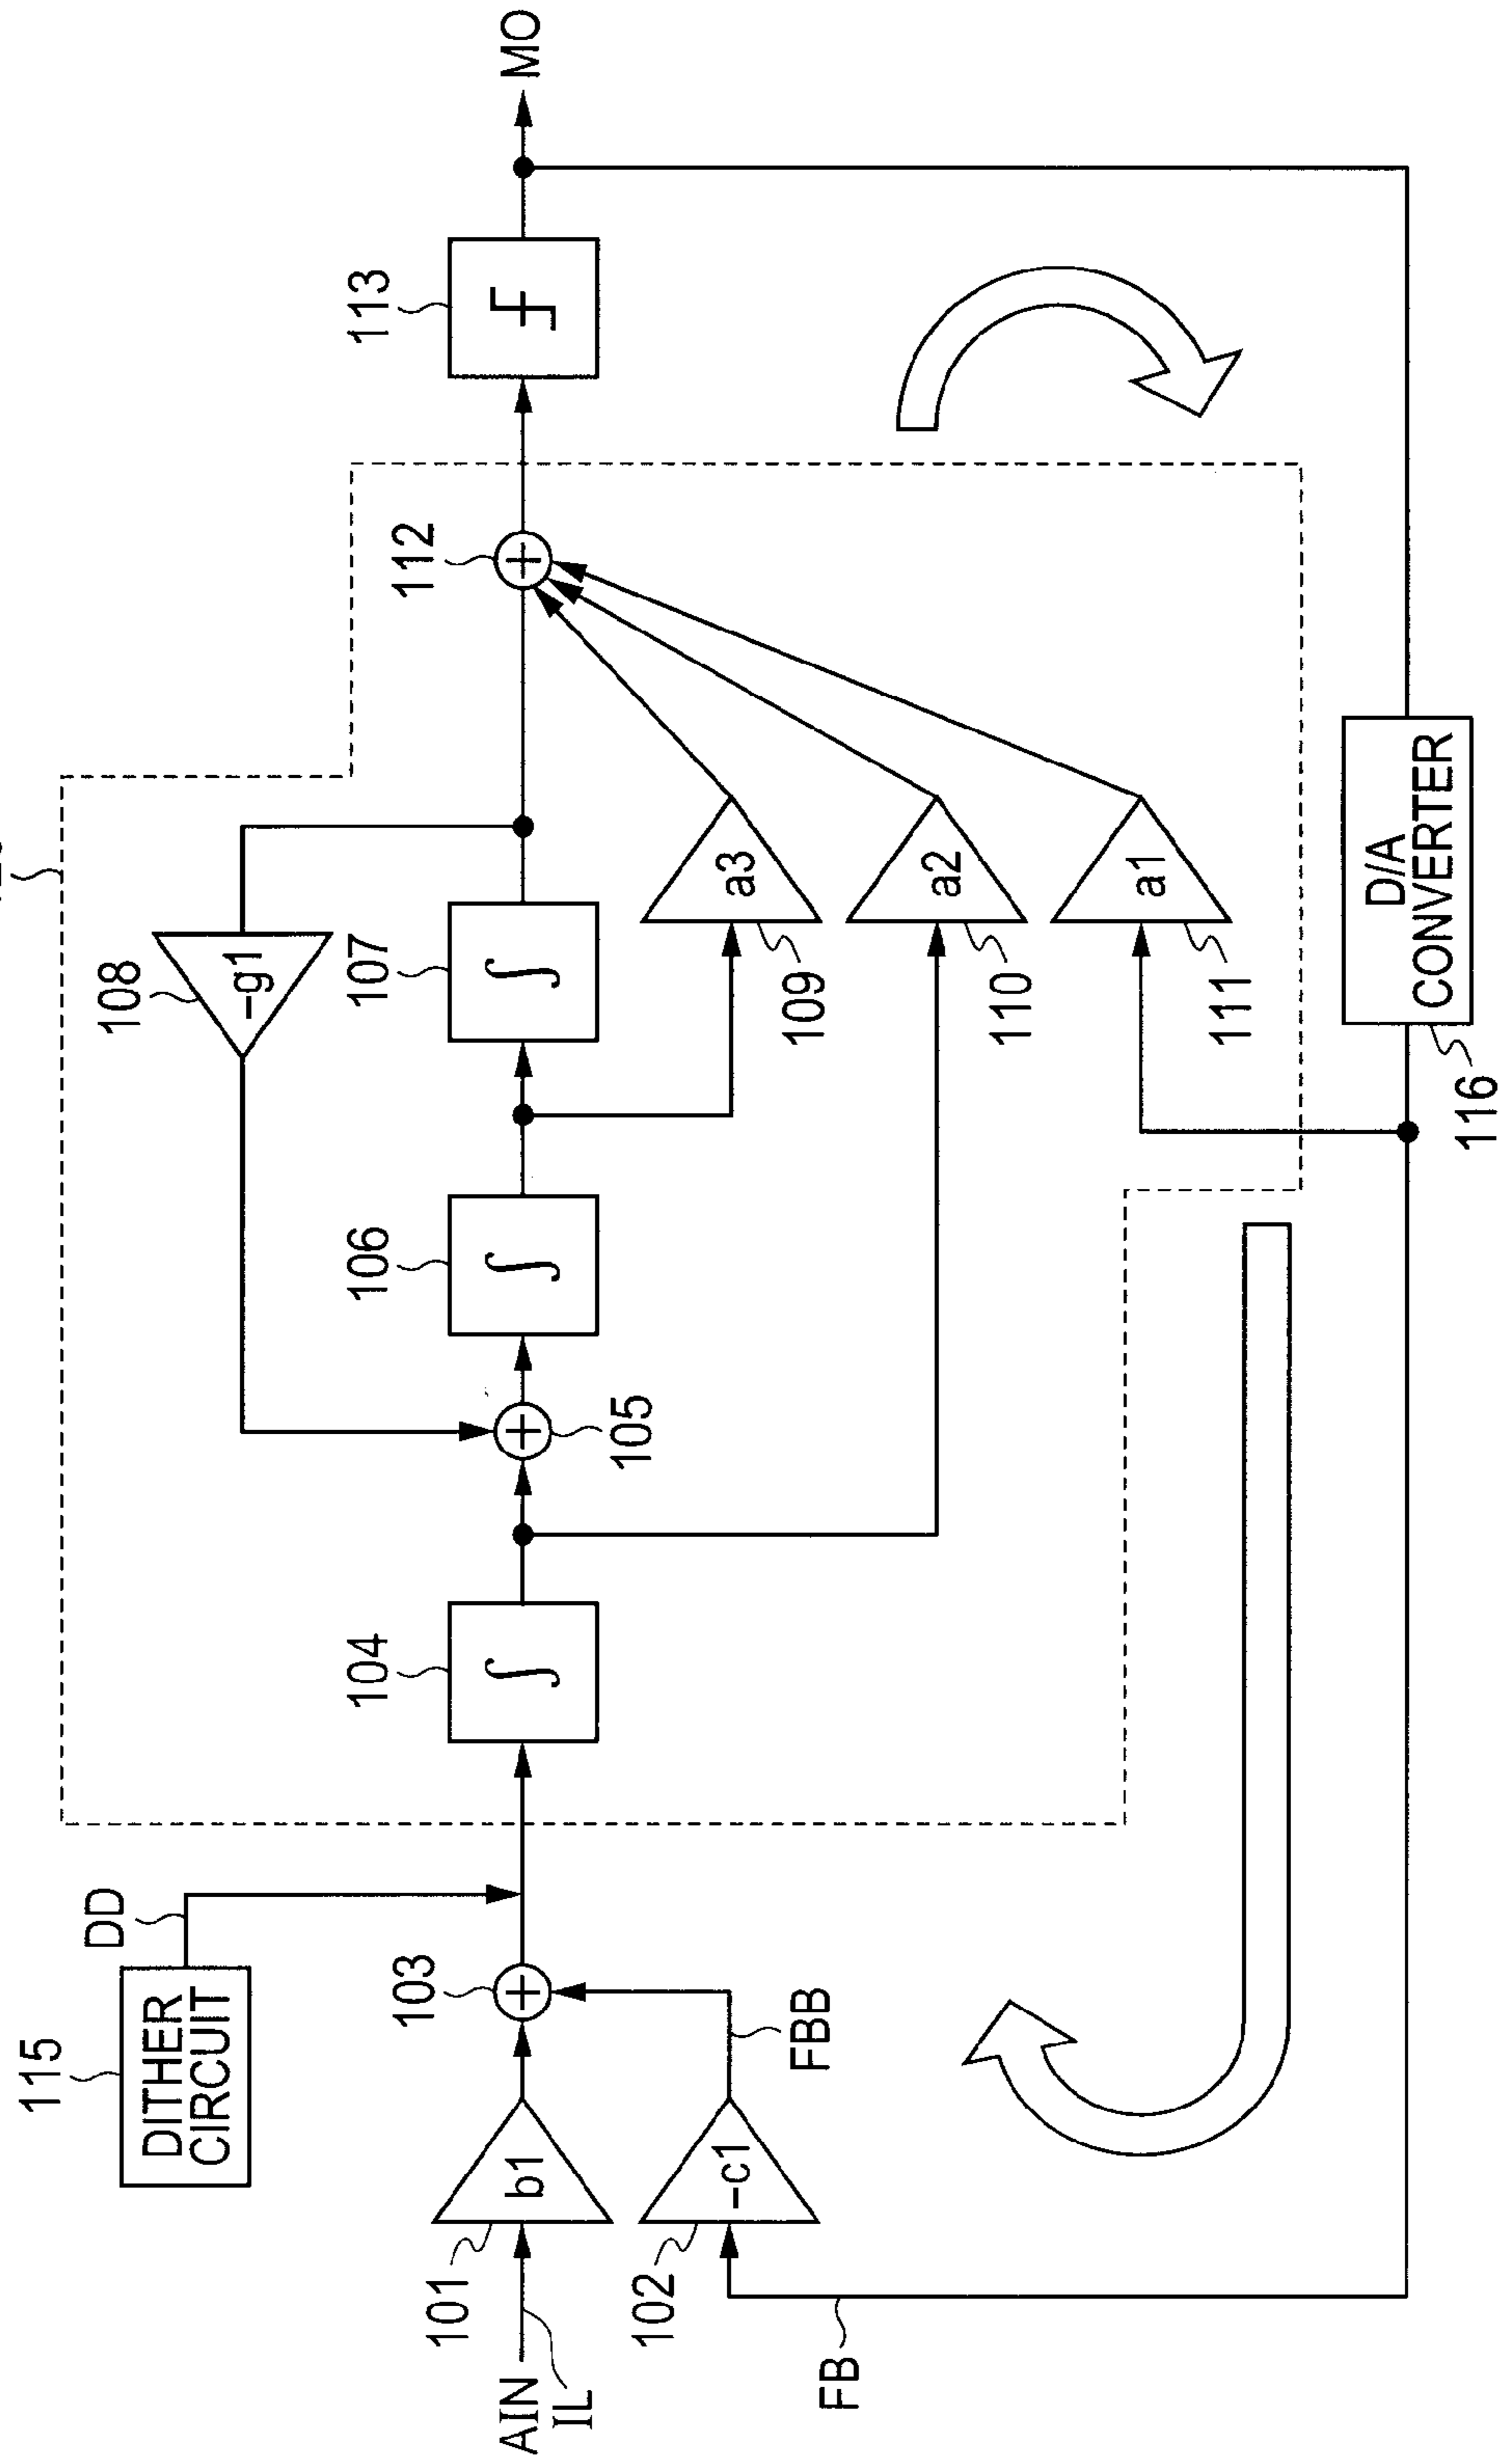 115
DITHER
CIRCUIT
DD
108
-g1
AIN
IL
101
b1
103
104
∫
105
106
∫
107
∫
112
113
MO
102
-c1
FBB
a3
109
a2
110
a1
111
FB
116
D/A
CONVERTER